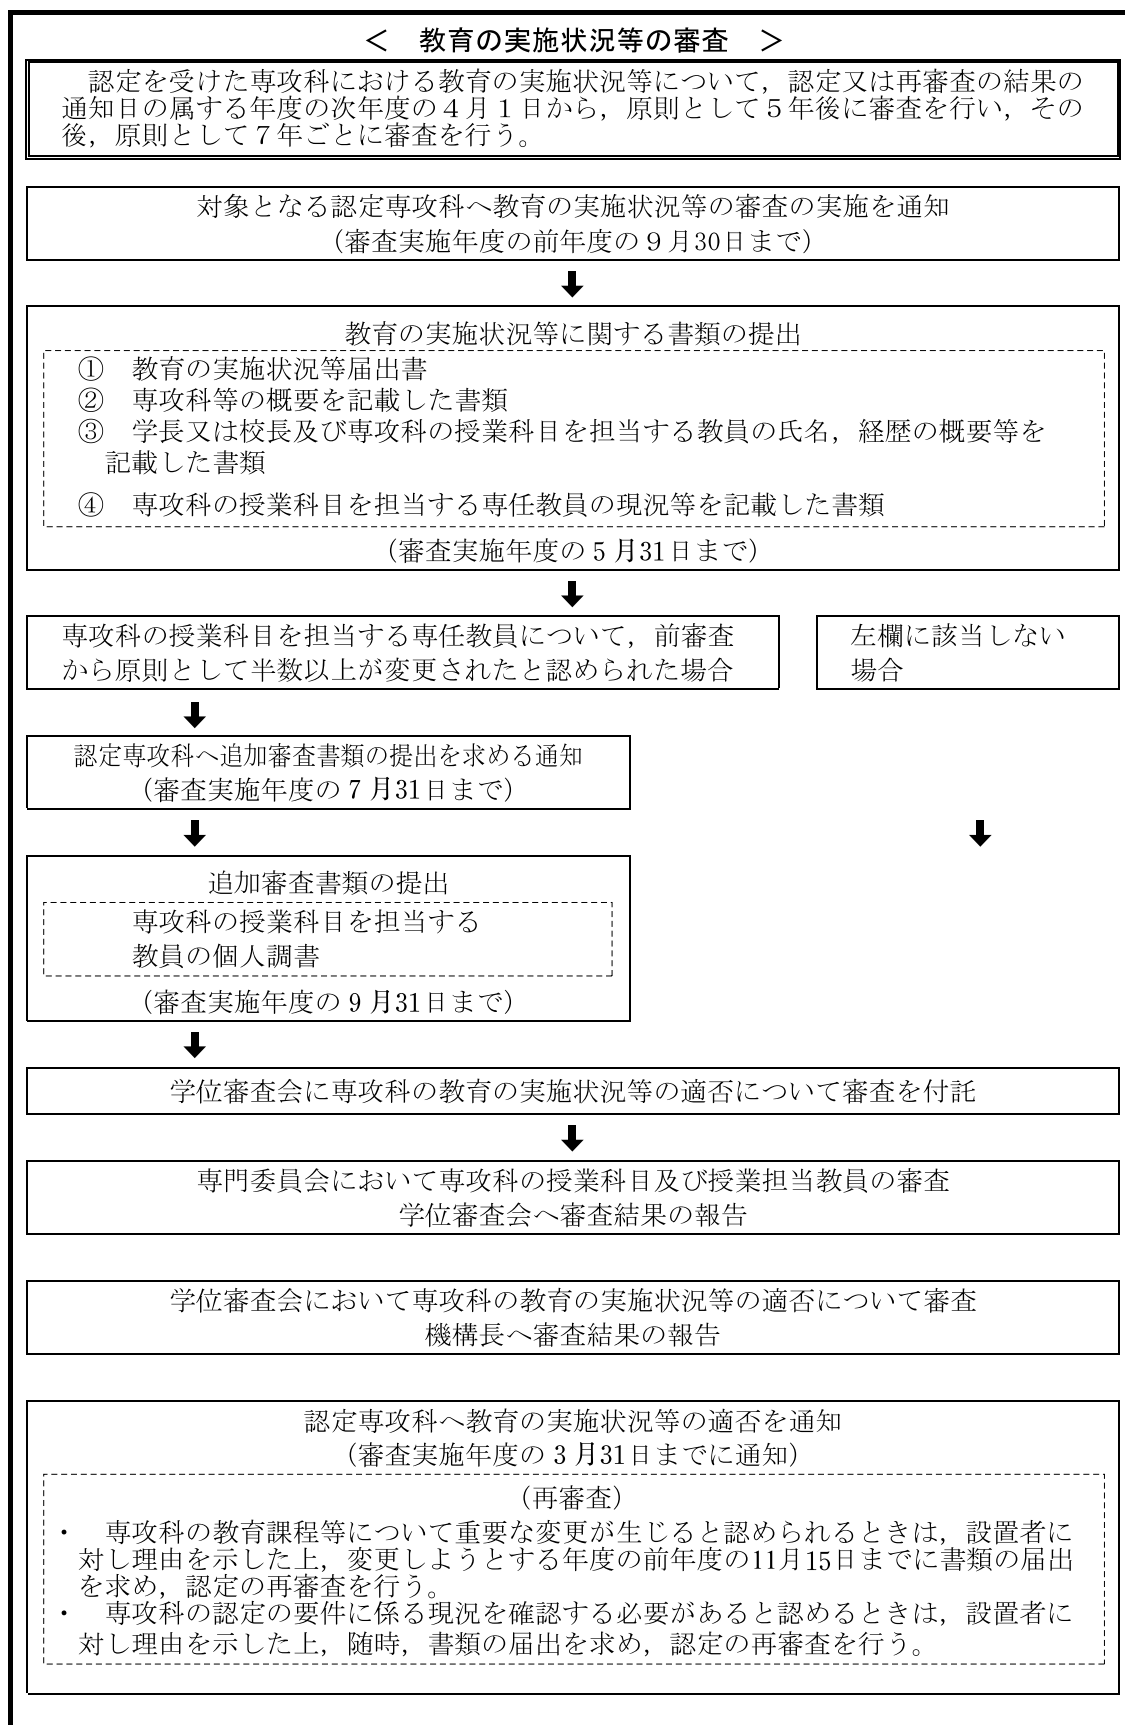 ＜　教育の実施状況等の審査　＞
認定を受けた専攻科における教育の実施状況等について，認定又は再審査の結果の
通知日の属する年度の次年度の４月１日から，原則として５年後に審査を行い，その
後，原則として７年ごとに審査を行う。
対象となる認定専攻科へ教育の実施状況等の審査の実施を通知
（審査実施年度の前年度の９月30日まで）
教育の実施状況等に関する書類の提出
①　教育の実施状況等届出書
②　専攻科等の概要を記載した書類
③　学長又は校長及び専攻科の授業科目を担当する教員の氏名，経歴の概要等を
記載した書類
④　専攻科の授業科目を担当する専任教員の現況等を記載した書類
（審査実施年度の５月31日まで）
専攻科の授業科目を担当する専任教員について，前審査
から原則として半数以上が変更されたと認められた場合
左欄に該当しない
場合
認定専攻科へ追加審査書類の提出を求める通知
（審査実施年度の７月31日まで）
追加審査書類の提出
専攻科の授業科目を担当する
教員の個人調書
（審査実施年度の９月31日まで）
学位審査会に専攻科の教育の実施状況等の適否について審査を付託
専門委員会において専攻科の授業科目及び授業担当教員の審査
学位審査会へ審査結果の報告
学位審査会において専攻科の教育の実施状況等の適否について審査
機構長へ審査結果の報告
認定専攻科へ教育の実施状況等の適否を通知
（審査実施年度の３月31日までに通知）
（再審査）
・　専攻科の教育課程等について重要な変更が生じると認められるときは，設置者に
対し理由を示した上，変更しようとする年度の前年度の11月15日までに書類の届出
を求め，認定の再審査を行う。
・　専攻科の認定の要件に係る現況を確認する必要があると認めるときは，設置者に
対し理由を示した上，随時，書類の届出を求め，認定の再審査を行う。